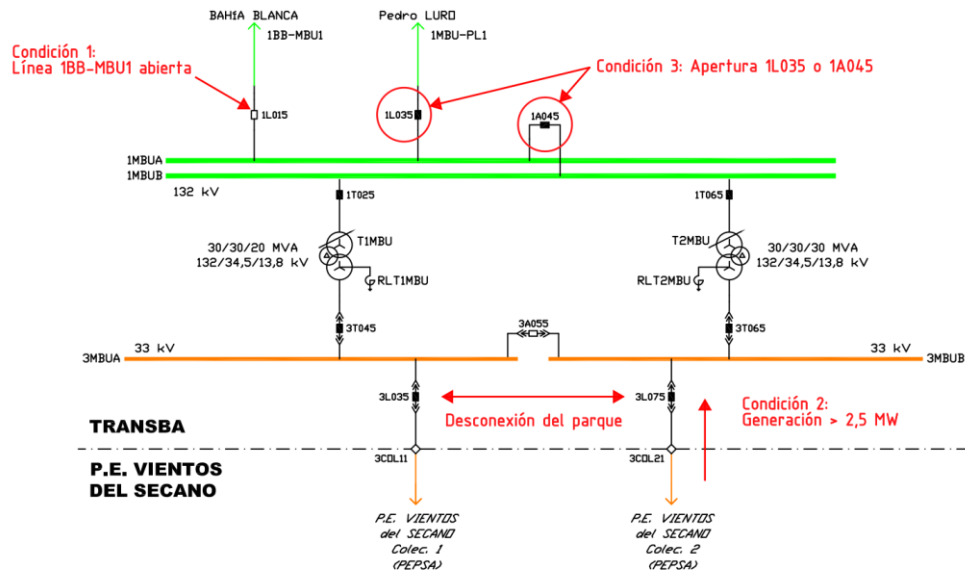 BAHIA BLANCA
1BB-MBU1
Pedro LURO
1MBU-PL1
Condición 1:
Línea 1BB-MBU1 abierta
Condición 3: Apertura 1L035 o 1A045
1L015
1L035
1A045
1MBUA
1MBUB
132 kV
1T025
1T065
T1MBU
30/30/20 MVA
132/34,5/13,8 kV
RLT1MBU
T2MBU
30/30/30 MVA
132/34,5/13,8 kV
RLT2MBU
3T045
3A055
3T065
33 kV
33 kV
3MBUA
3MBUB
3L035
3L075
Desconexión del parque
Condición 2:
Generación > 2,5 MW
TRANSBA
3COL11
3COL21
P.E. VIENTOS
DEL SECANO
P.E. VIENTOS
del SECANO
Colec. 1
(PEPSA)
P.E. VIENTOS
del SECANO
Colec. 2
(PEPSA)